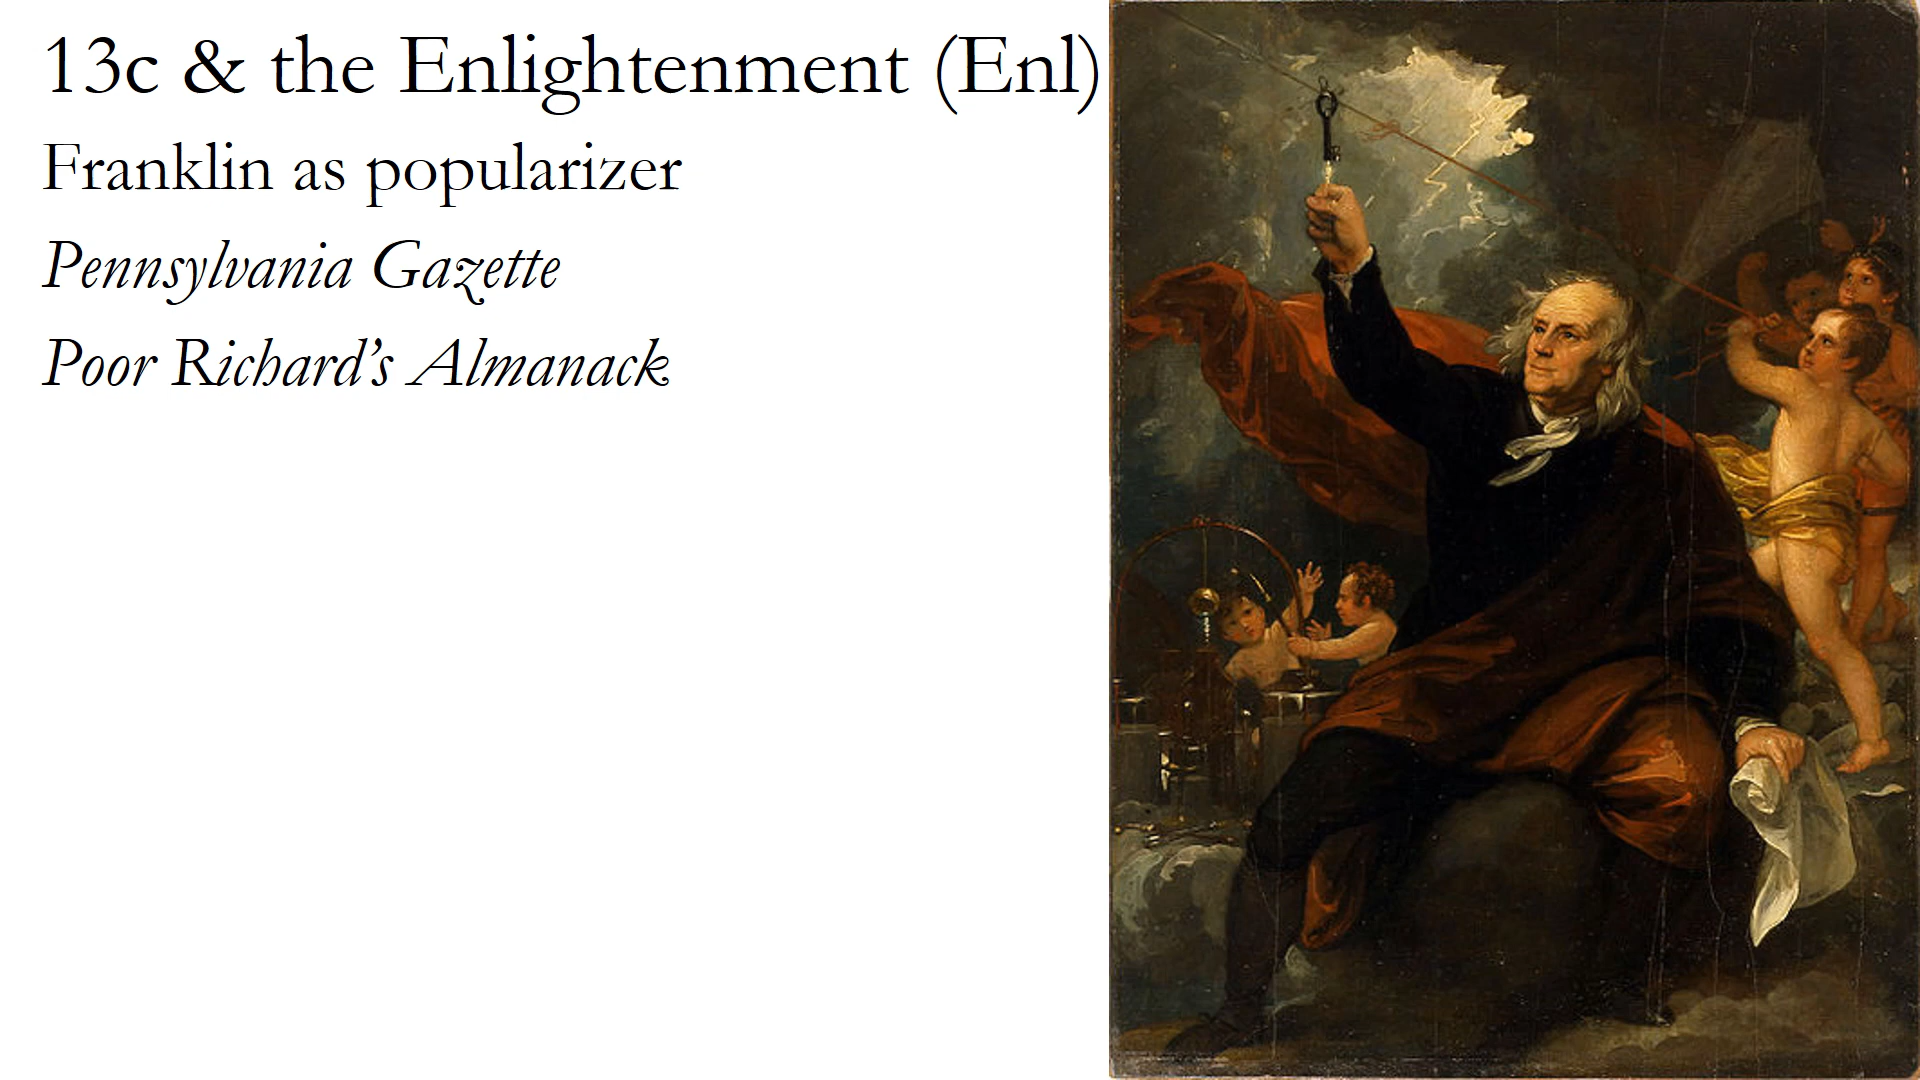 13c & the Enlightenment (Enl)
Franklin as popularizer
Pennsylvania Gazette
Poor Richard’s Almanack